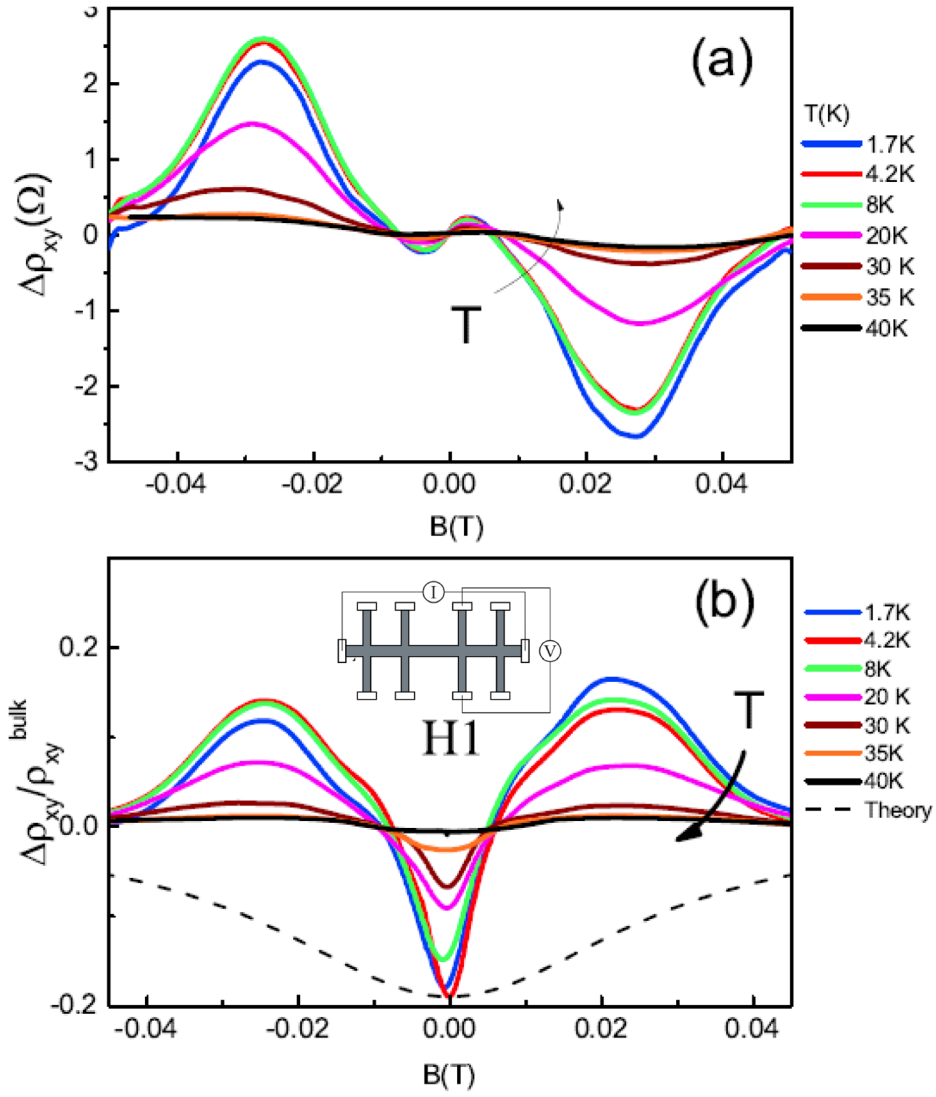 (a)
Δρxy(Ω)
3
2
1
0
-1
-2
-3
T
-0.04 -0.02 0.00 0.02 0.04
B(T)
T(K)
1.7K
4.2K
8K
20K
30 K
35 K
40K
(b)
Δρxy/ρxy bulk
0.2
0.0
-0.2
I
V
H1
T
-0.04 -0.02 0.00 0.02 0.04
B(T)
1.7K
4.2K
8K
20 K
30 K
35K
40K
Theory